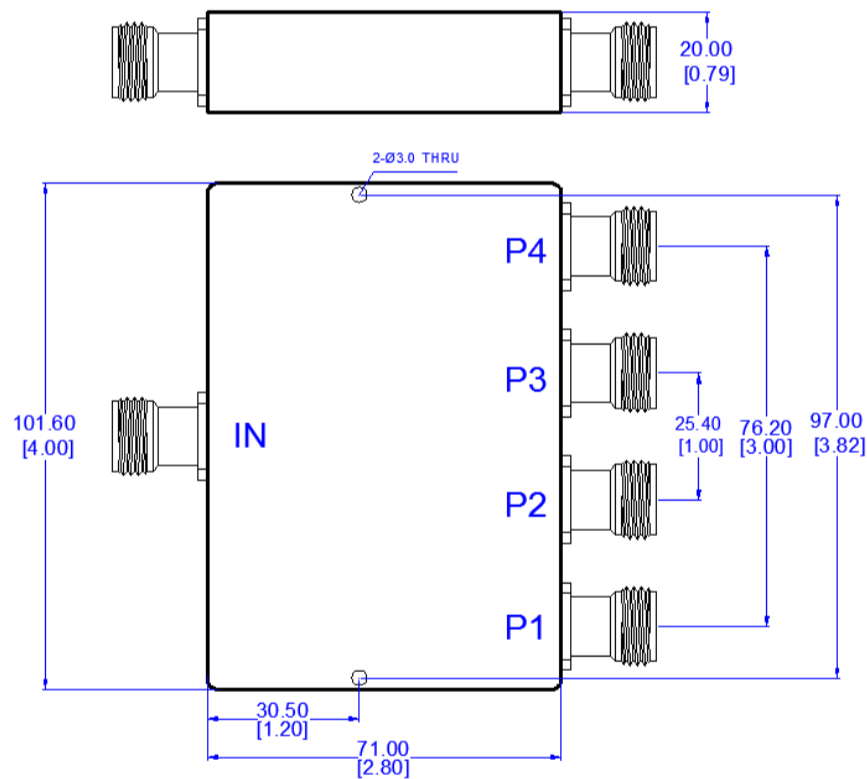 20.00
[0.79]
2-Ø3.0 THRU
P4
P3
101.60
[4.00]
IN
25.40
[1.00]
76.20
[3.00]
97.00
[3.82]
P2
P1
30.50
[1.20]
71.00
[2.80]